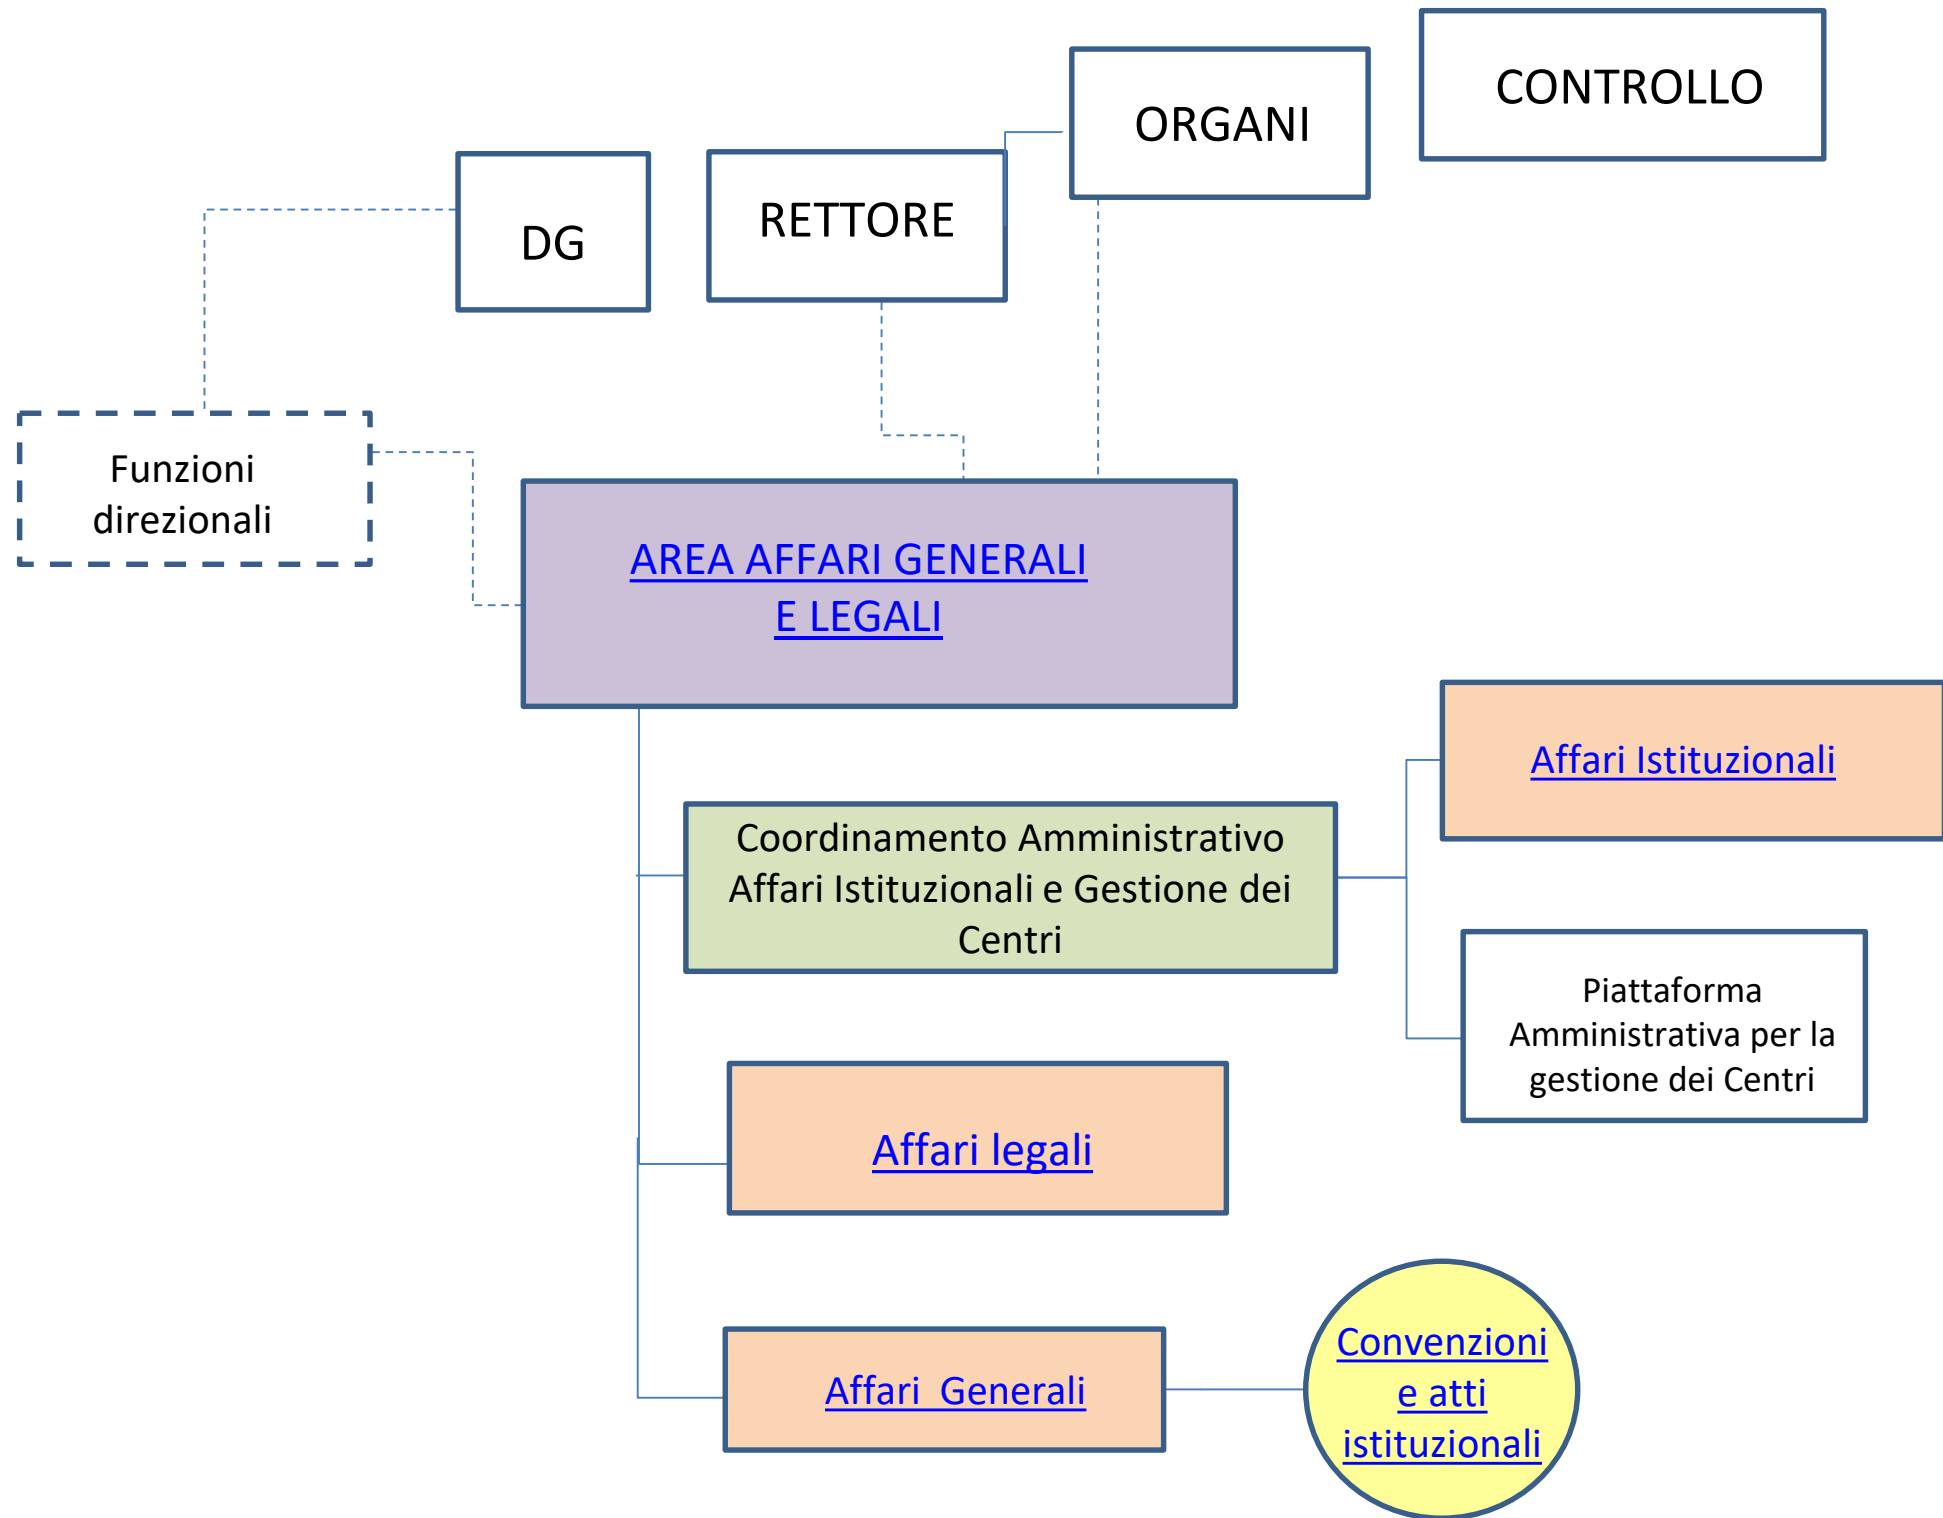 CONTROLLO
ORGANI
RETTORE
DG
Funzioni
direzionali
AREA AFFARI GENERALI
E LEGALI
Affari Istituzionali
Coordinamento Amministrativo
Affari Istituzionali e Gestione dei
Centri
Piattaforma
Amministrativa per la
gestione dei Centri
Affari legali
Affari  Generali
Convenzioni
e atti
istituzionali